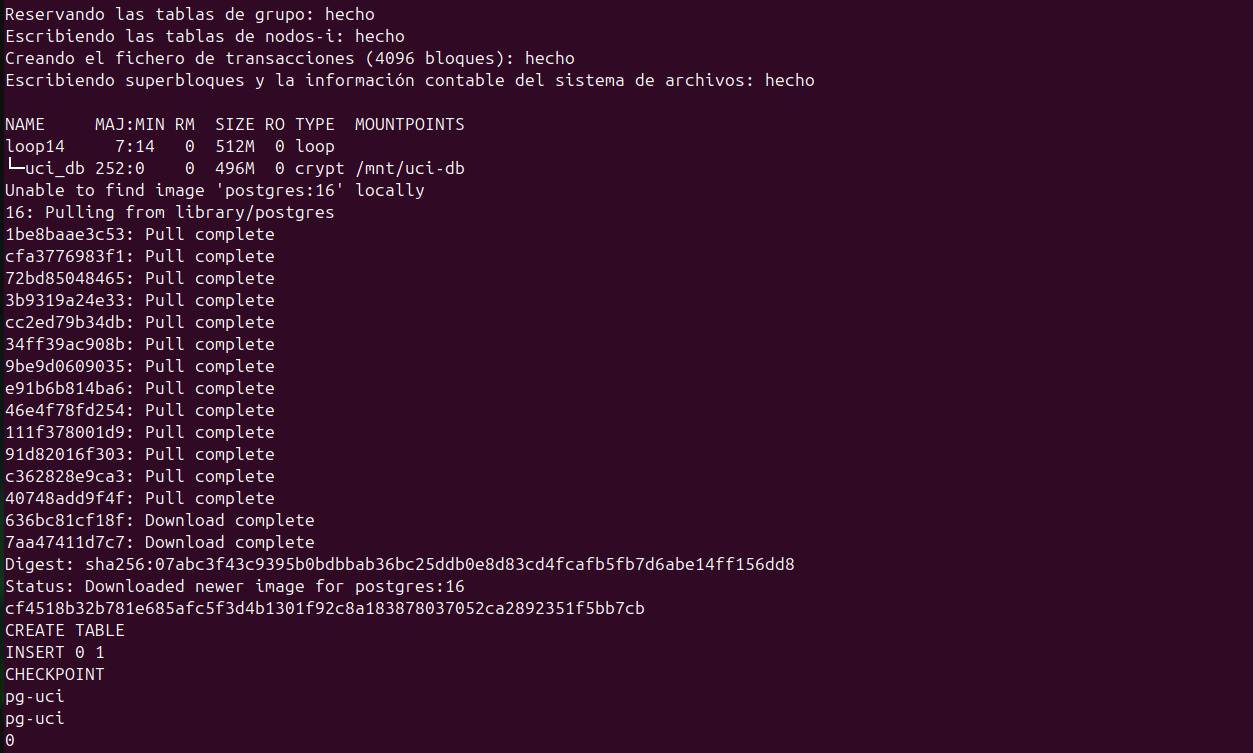 Reservando las tablas de grupo: hecho
Escribiendo las tablas de nodos-i: hecho
Creando el fichero de transacciones (4096 bloques): hecho
Escribiendo superbloques y la información contable del sistema de archivos: hecho
NAME     MAJ:MIN RM  SIZE RO TYPE  MOUNTPOINTS
loop14     7:14   0  512M  0 loop
└─uci_db 252:0    0  496M  0 crypt /mnt/uci-db
Unable to find image 'postgres:16' locally
16: Pulling from library/postgres
1be8baae3c53: Pull complete
cfa3776983f1: Pull complete
72bd85048465: Pull complete
3b9319a24e33: Pull complete
cc2ed79b34db: Pull complete
34ff39ac908b: Pull complete
9be9d0609035: Pull complete
e91b6b814ba6: Pull complete
46e4f78fd254: Pull complete
111f378001d9: Pull complete
91d82016f303: Pull complete
c362828e9ca3: Pull complete
40748add9f4f: Pull complete
636bc81cf18f: Download complete
7aa47411d7c7: Download complete
Digest: sha256:07abc3f43c9395b0bdbbab36bc25ddb0e8d83cd4fcafb5fb7d6abe14ff156dd8
Status: Downloaded newer image for postgres:16
cf4518b32b781e685afc5f3d4b1301f92c8a183878037052ca2892351f5bb7cb
CREATE TABLE
INSERT 0 1
CHECKPOINT
pg-uci
pg-uci
0